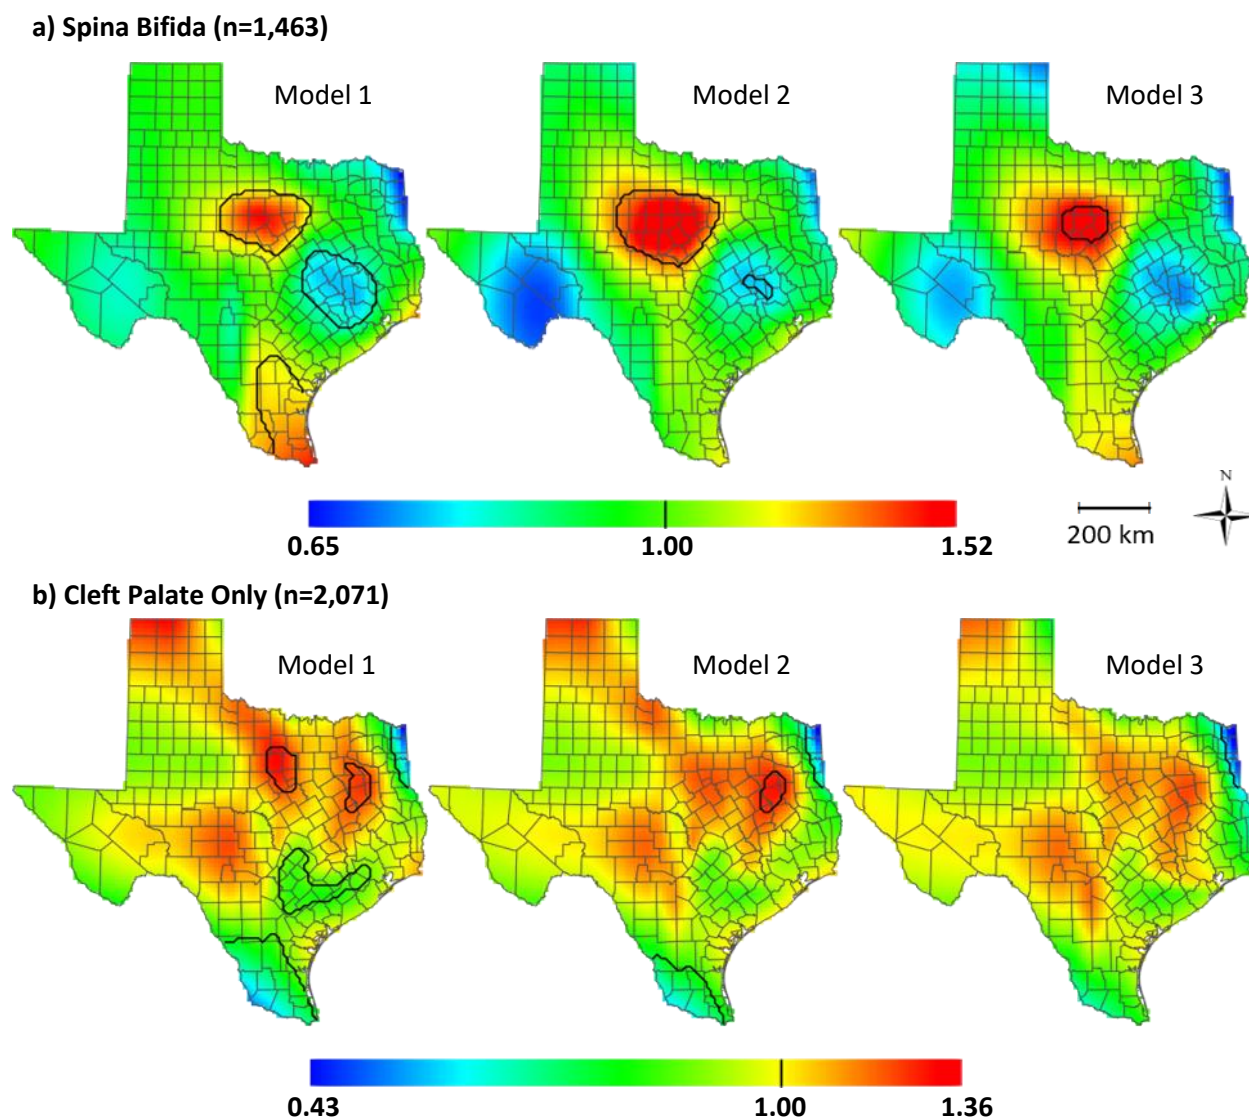 a) Spina Bifida (n=1,463)
Model 1
Model 2
Model 3
N
200 km
0.65
1.00
1.52
b) Cleft Palate Only (n=2,071)
Model 1
Model 2
Model 3
0.43
1.00
1.36